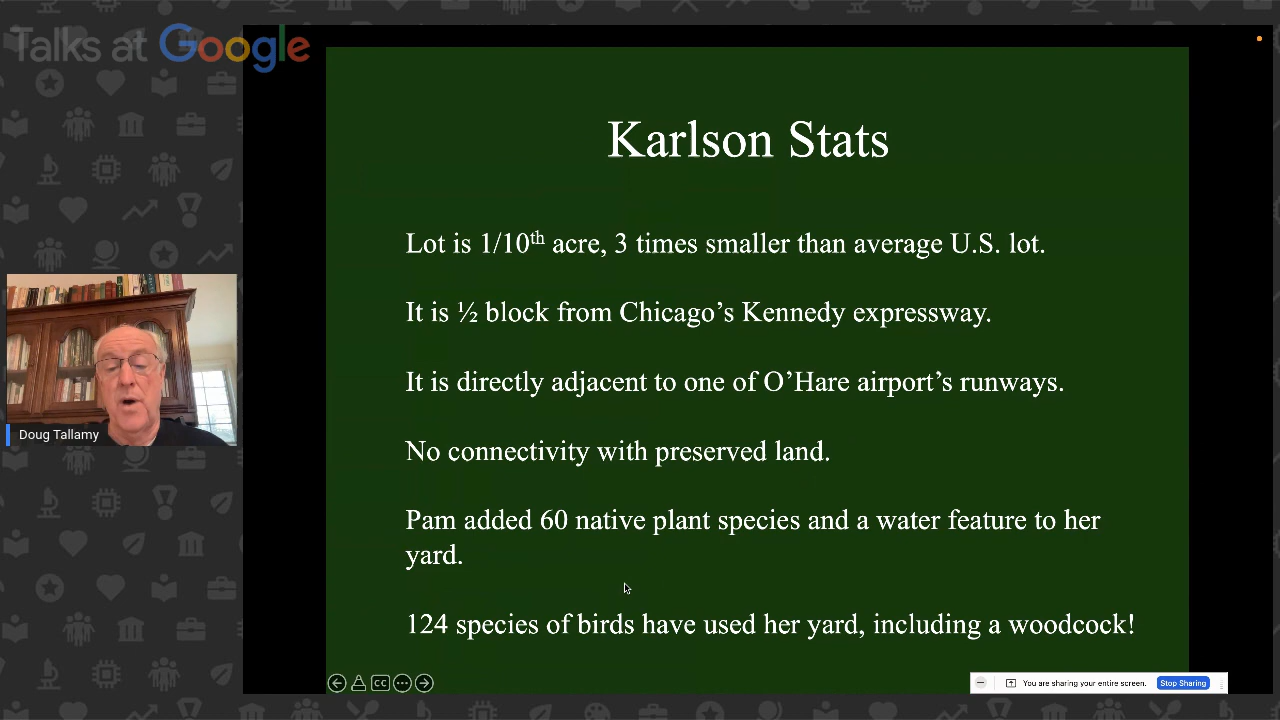 Talks at Google
Karlson Stats
Lot is 1/10th acre, 3 times smaller than average U.S. lot.
It is ½ block from Chicago’s Kennedy expressway.
It is directly adjacent to one of O’Hare airport’s runways.
No connectivity with preserved land.
Pam added 60 native plant species and a water feature to her
yard.
124 species of birds have used her yard, including a woodcock!
Doug Tallamy
CC
You are sharing your entire screen.
Stop Sharing